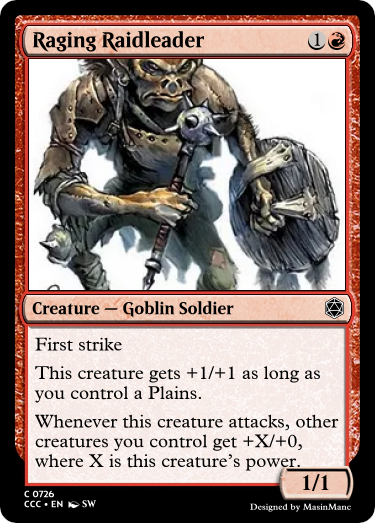 Raging Raidleader 1
Creature — Goblin Soldier
First strike
This creature gets +1/+1 as long as
you control a Plains.
Whenever this creature attacks, other
creatures you control get +X/+0,
where X is this creature's power.
1/1
C 0726
CCC • EN SW
Designed by MasinManc